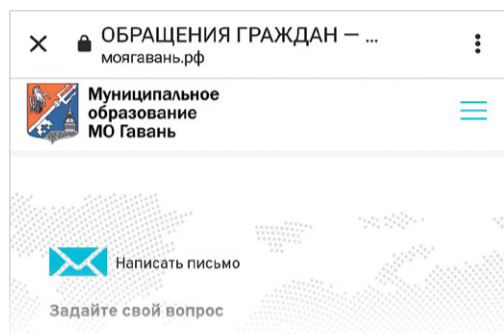 ОБРАЩЕНИЯ ГРАЖДАН — ...
моягавань.рф
Муниципальное
образование
МО Гавань
Написать письмо
Задайте свой вопрос